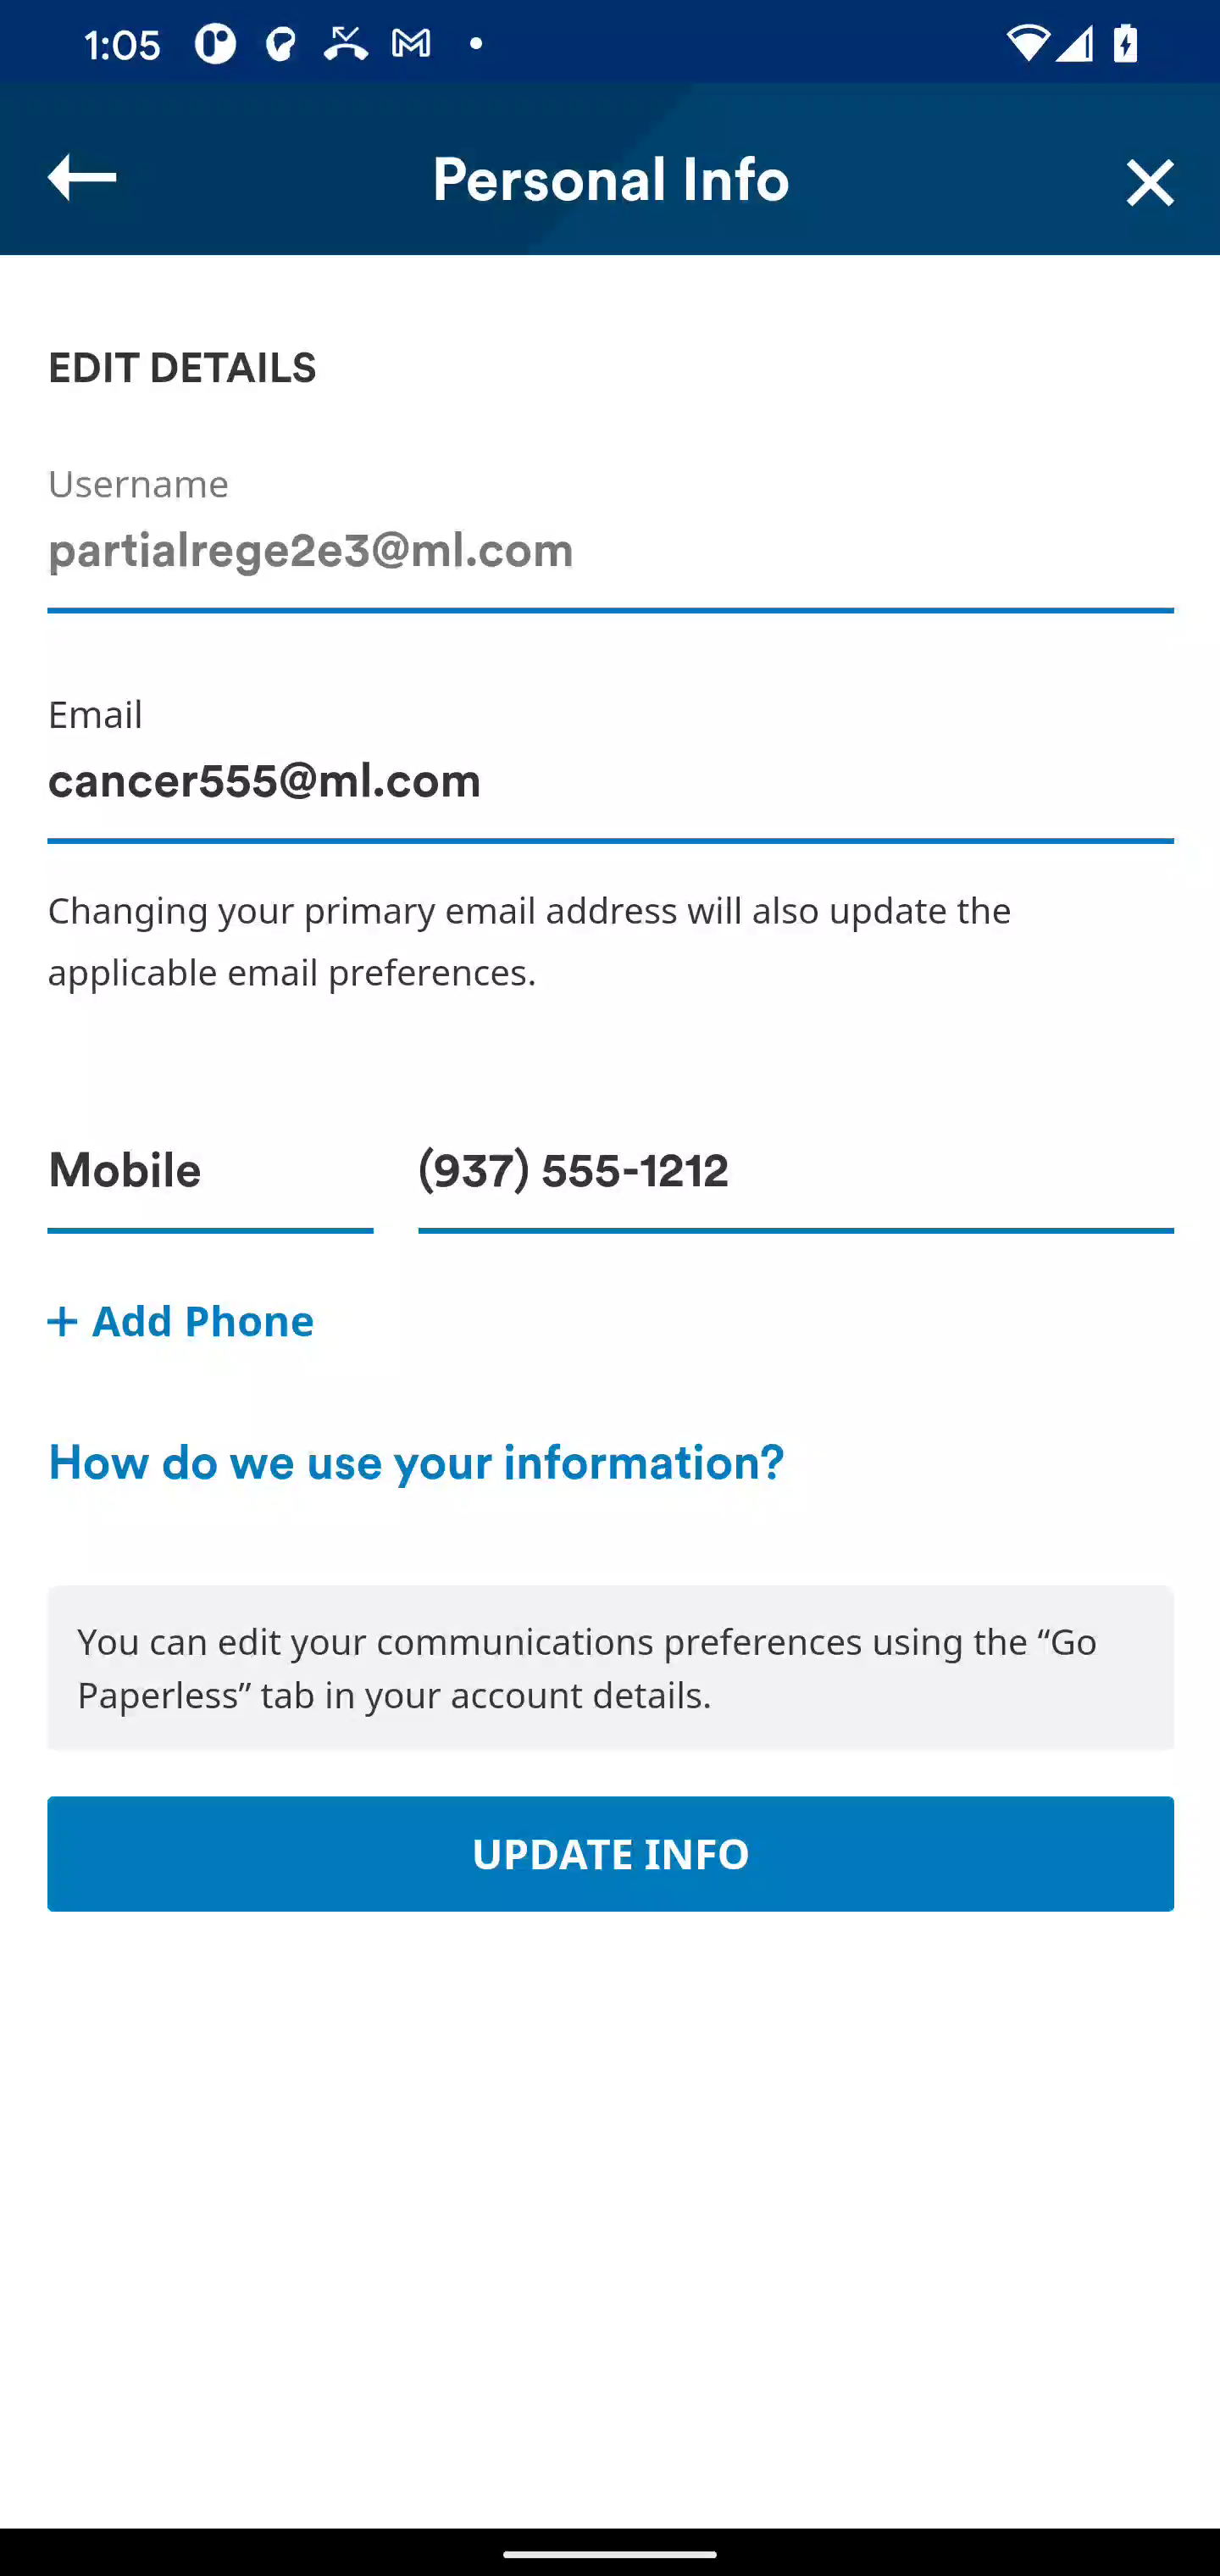 1:05
Personal Info
EDIT DETAILS
Username
partialrege2e3@ml.com
Email
cancer555@ml.com
Changing your primary email address will also update the
applicable email preferences.
Mobile
(937) 555-1212
+ Add Phone
How do we use your information?
You can edit your communications preferences using the “Go
Paperless” tab in your account details.
UPDATE INFO